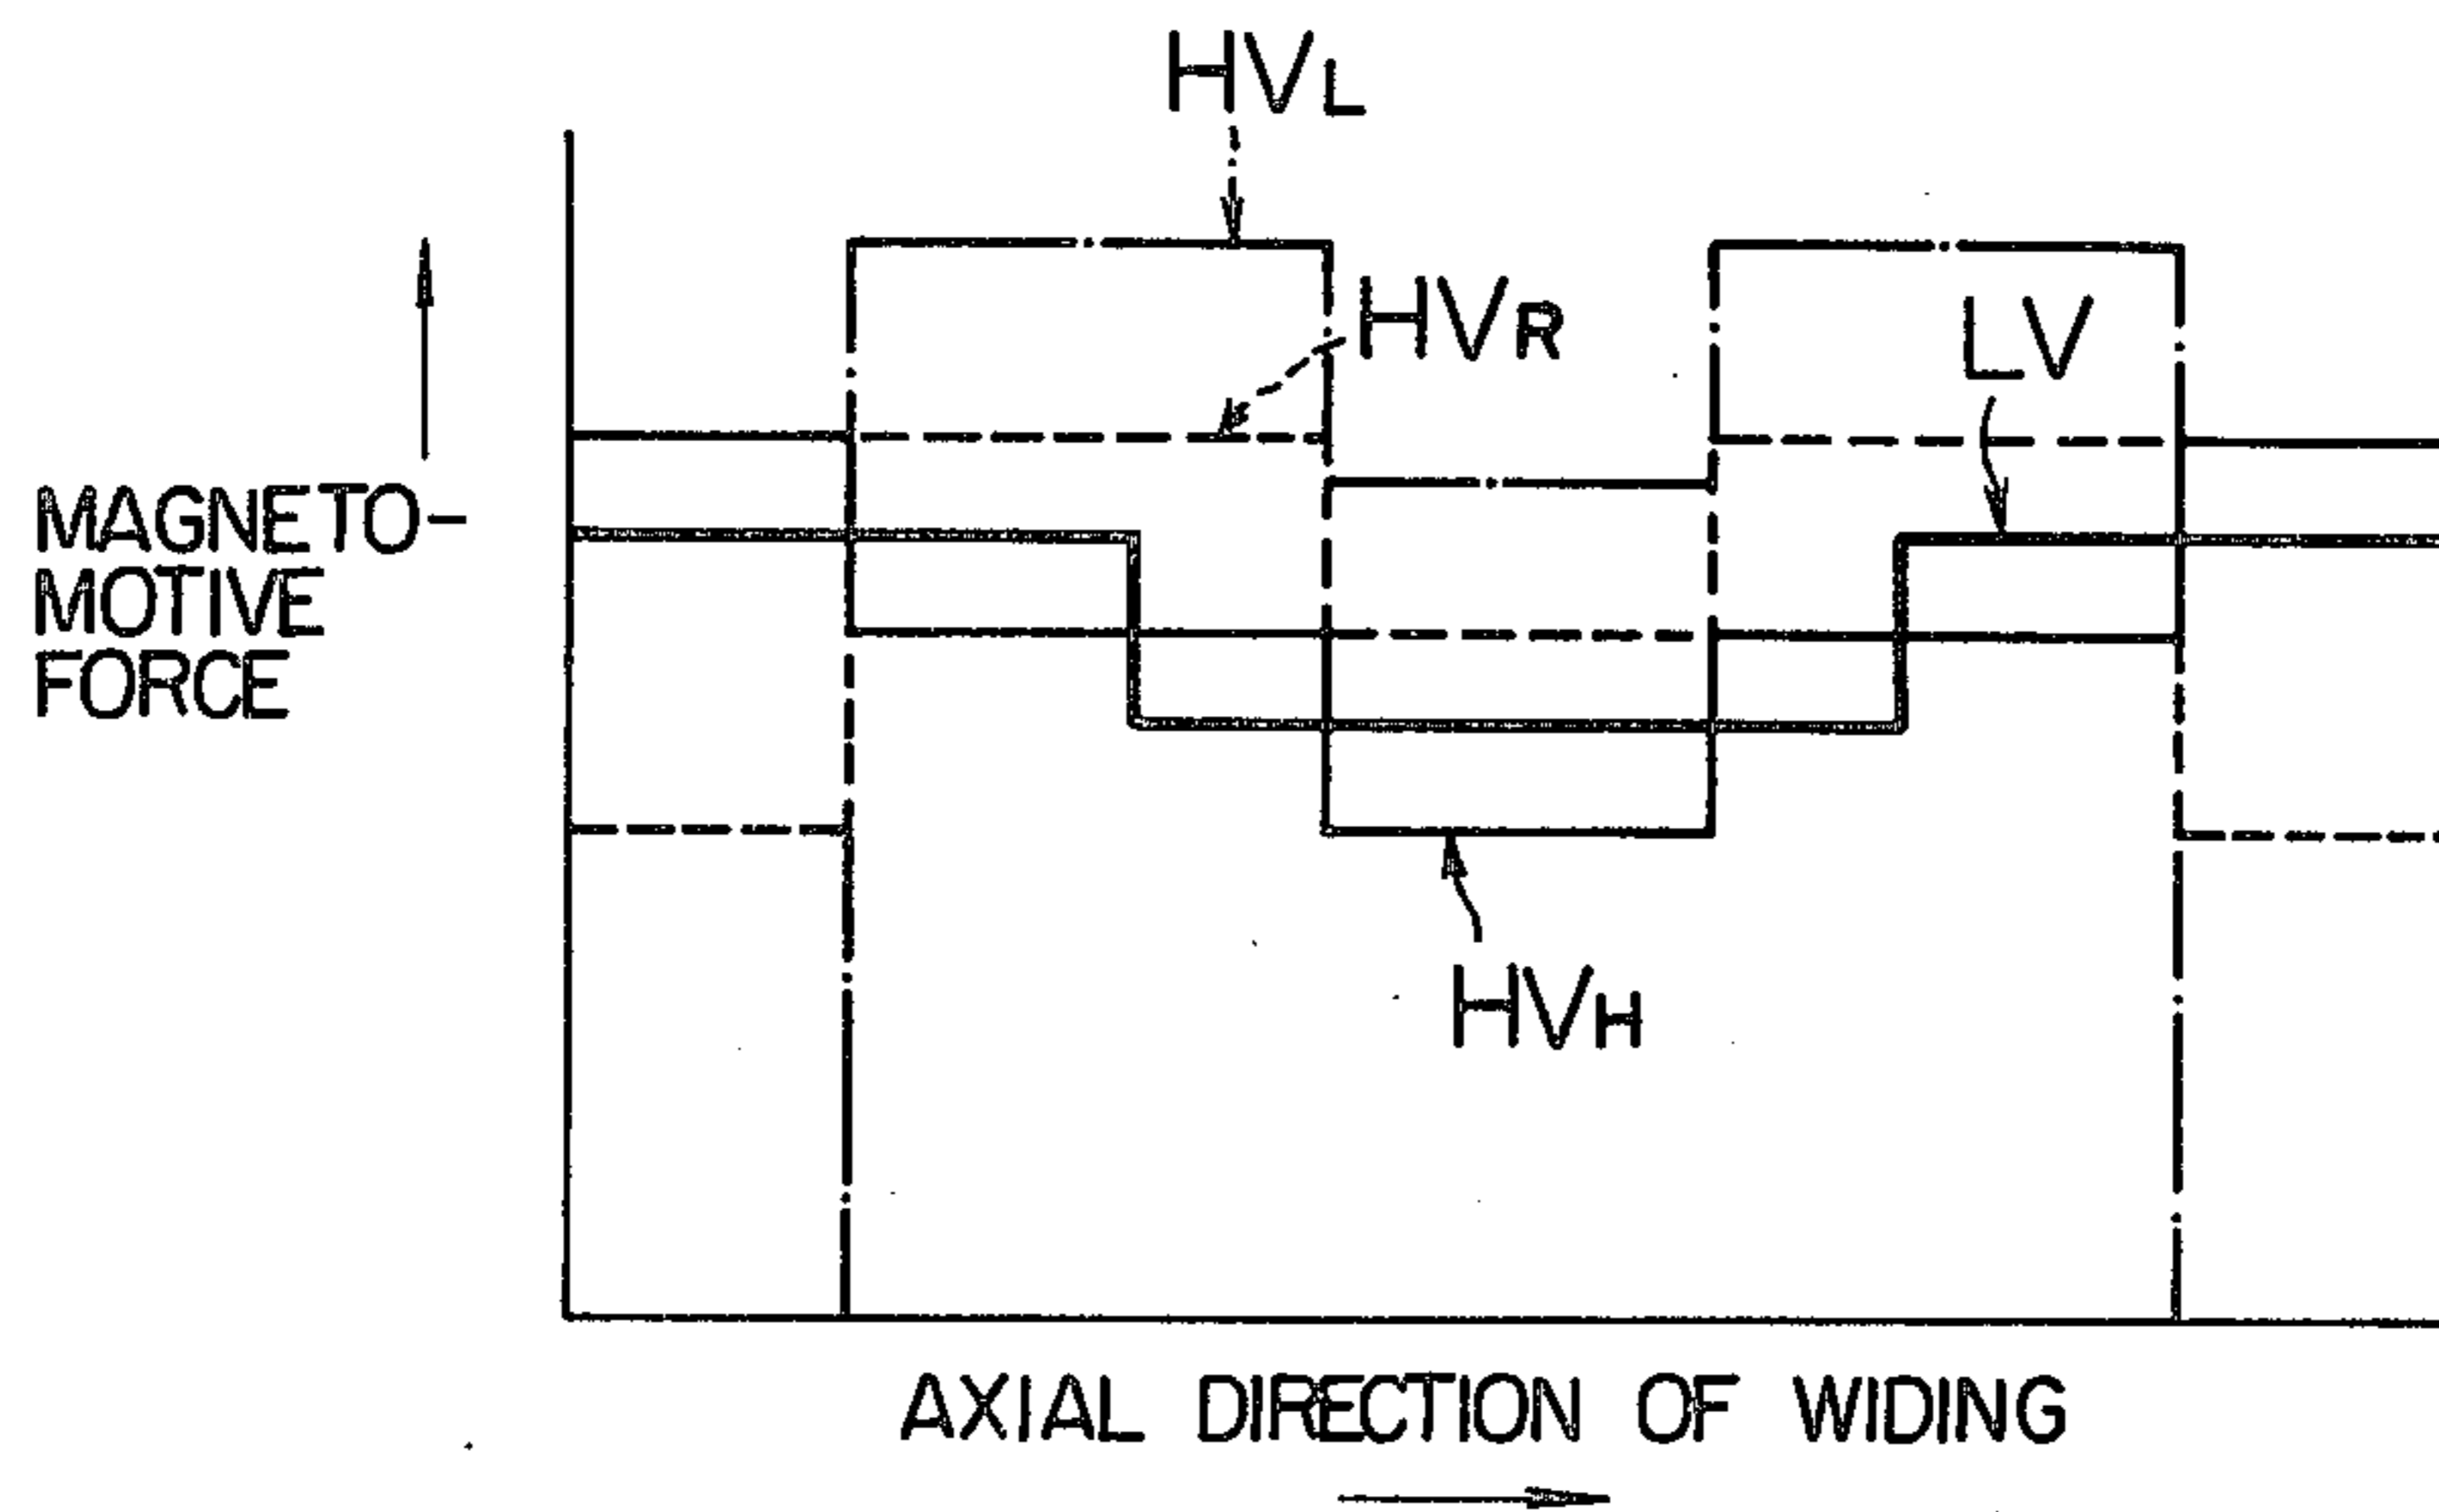 HVL
HVR
LV
MAGNETO-
MOTIVE
FORCE
HVH
AXIAL DIRECTION OF WIDING